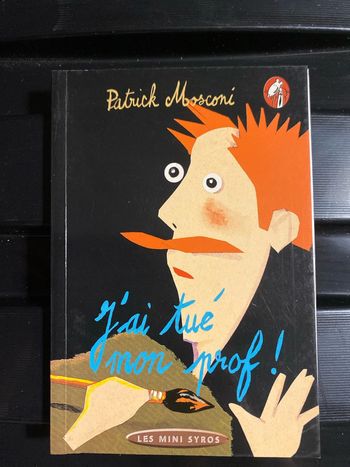 Patrick Mosconi
J'ai tué
mon prof !
LES MINI SYROS